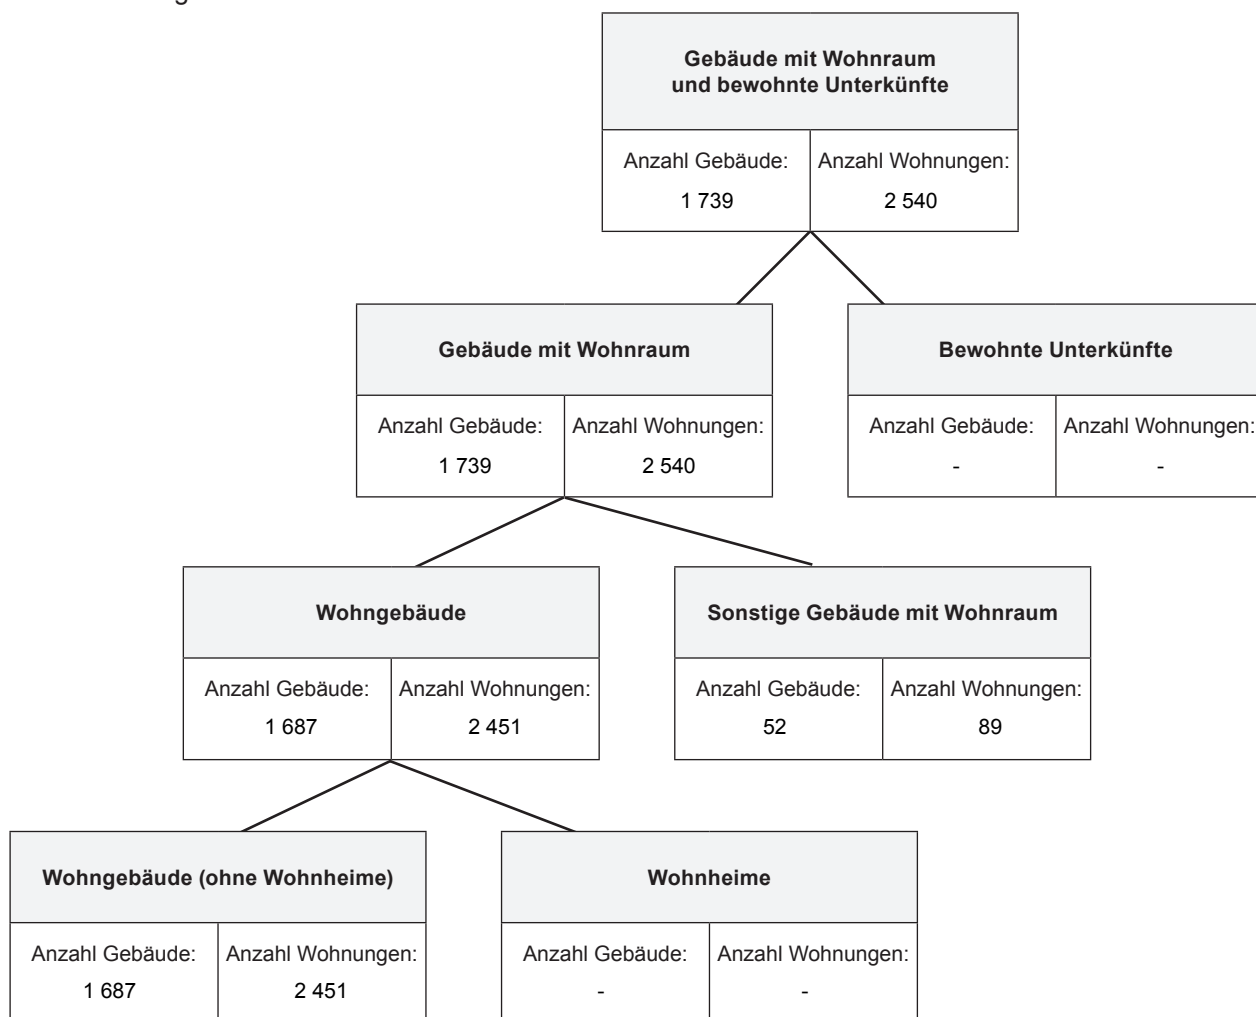 Gebäude mit Wohnraum
und bewohnte Unterkünfte
Anzahl Gebäude: Anzahl Wohnungen:
1 739 2 540
Gebäude mit Wohnraum
Anzahl Gebäude: Anzahl Wohnungen:
1 739 2 540
Bewohnte Unterkünfte
Anzahl Gebäude: Anzahl Wohnungen:
- -
Wohngebäude
Anzahl Gebäude: Anzahl Wohnungen:
1 687 2 451
Sonstige Gebäude mit Wohnraum
Anzahl Gebäude: Anzahl Wohnungen:
52 89
Wohngebäude (ohne Wohnheime)
Anzahl Gebäude: Anzahl Wohnungen:
1 687 2 451
Wohnheime
Anzahl Gebäude: Anzahl Wohnungen:
- -